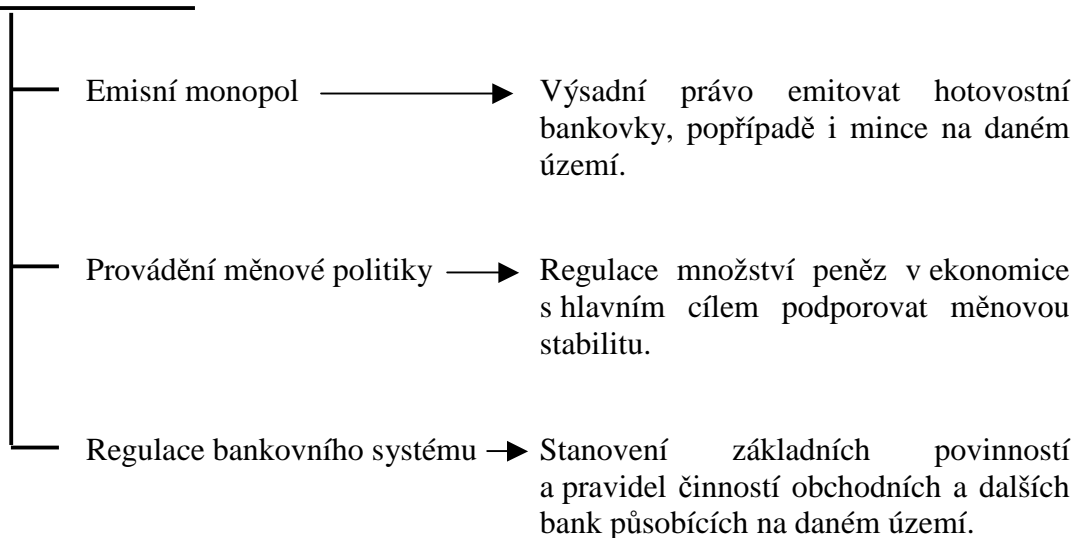 Emisní monopol
Výsadní právo emitovat hotovostní
bankovky, popřípadě i mince na daném
území.
Provádění měnové politiky
Regulace množství peněz v ekonomice
s hlavním cílem podporovat měnovou
stabilitu.
Regulace bankovního systému
Stanovení základních povinností
a pravidel činností obchodních a dalších
bank působících na daném území.